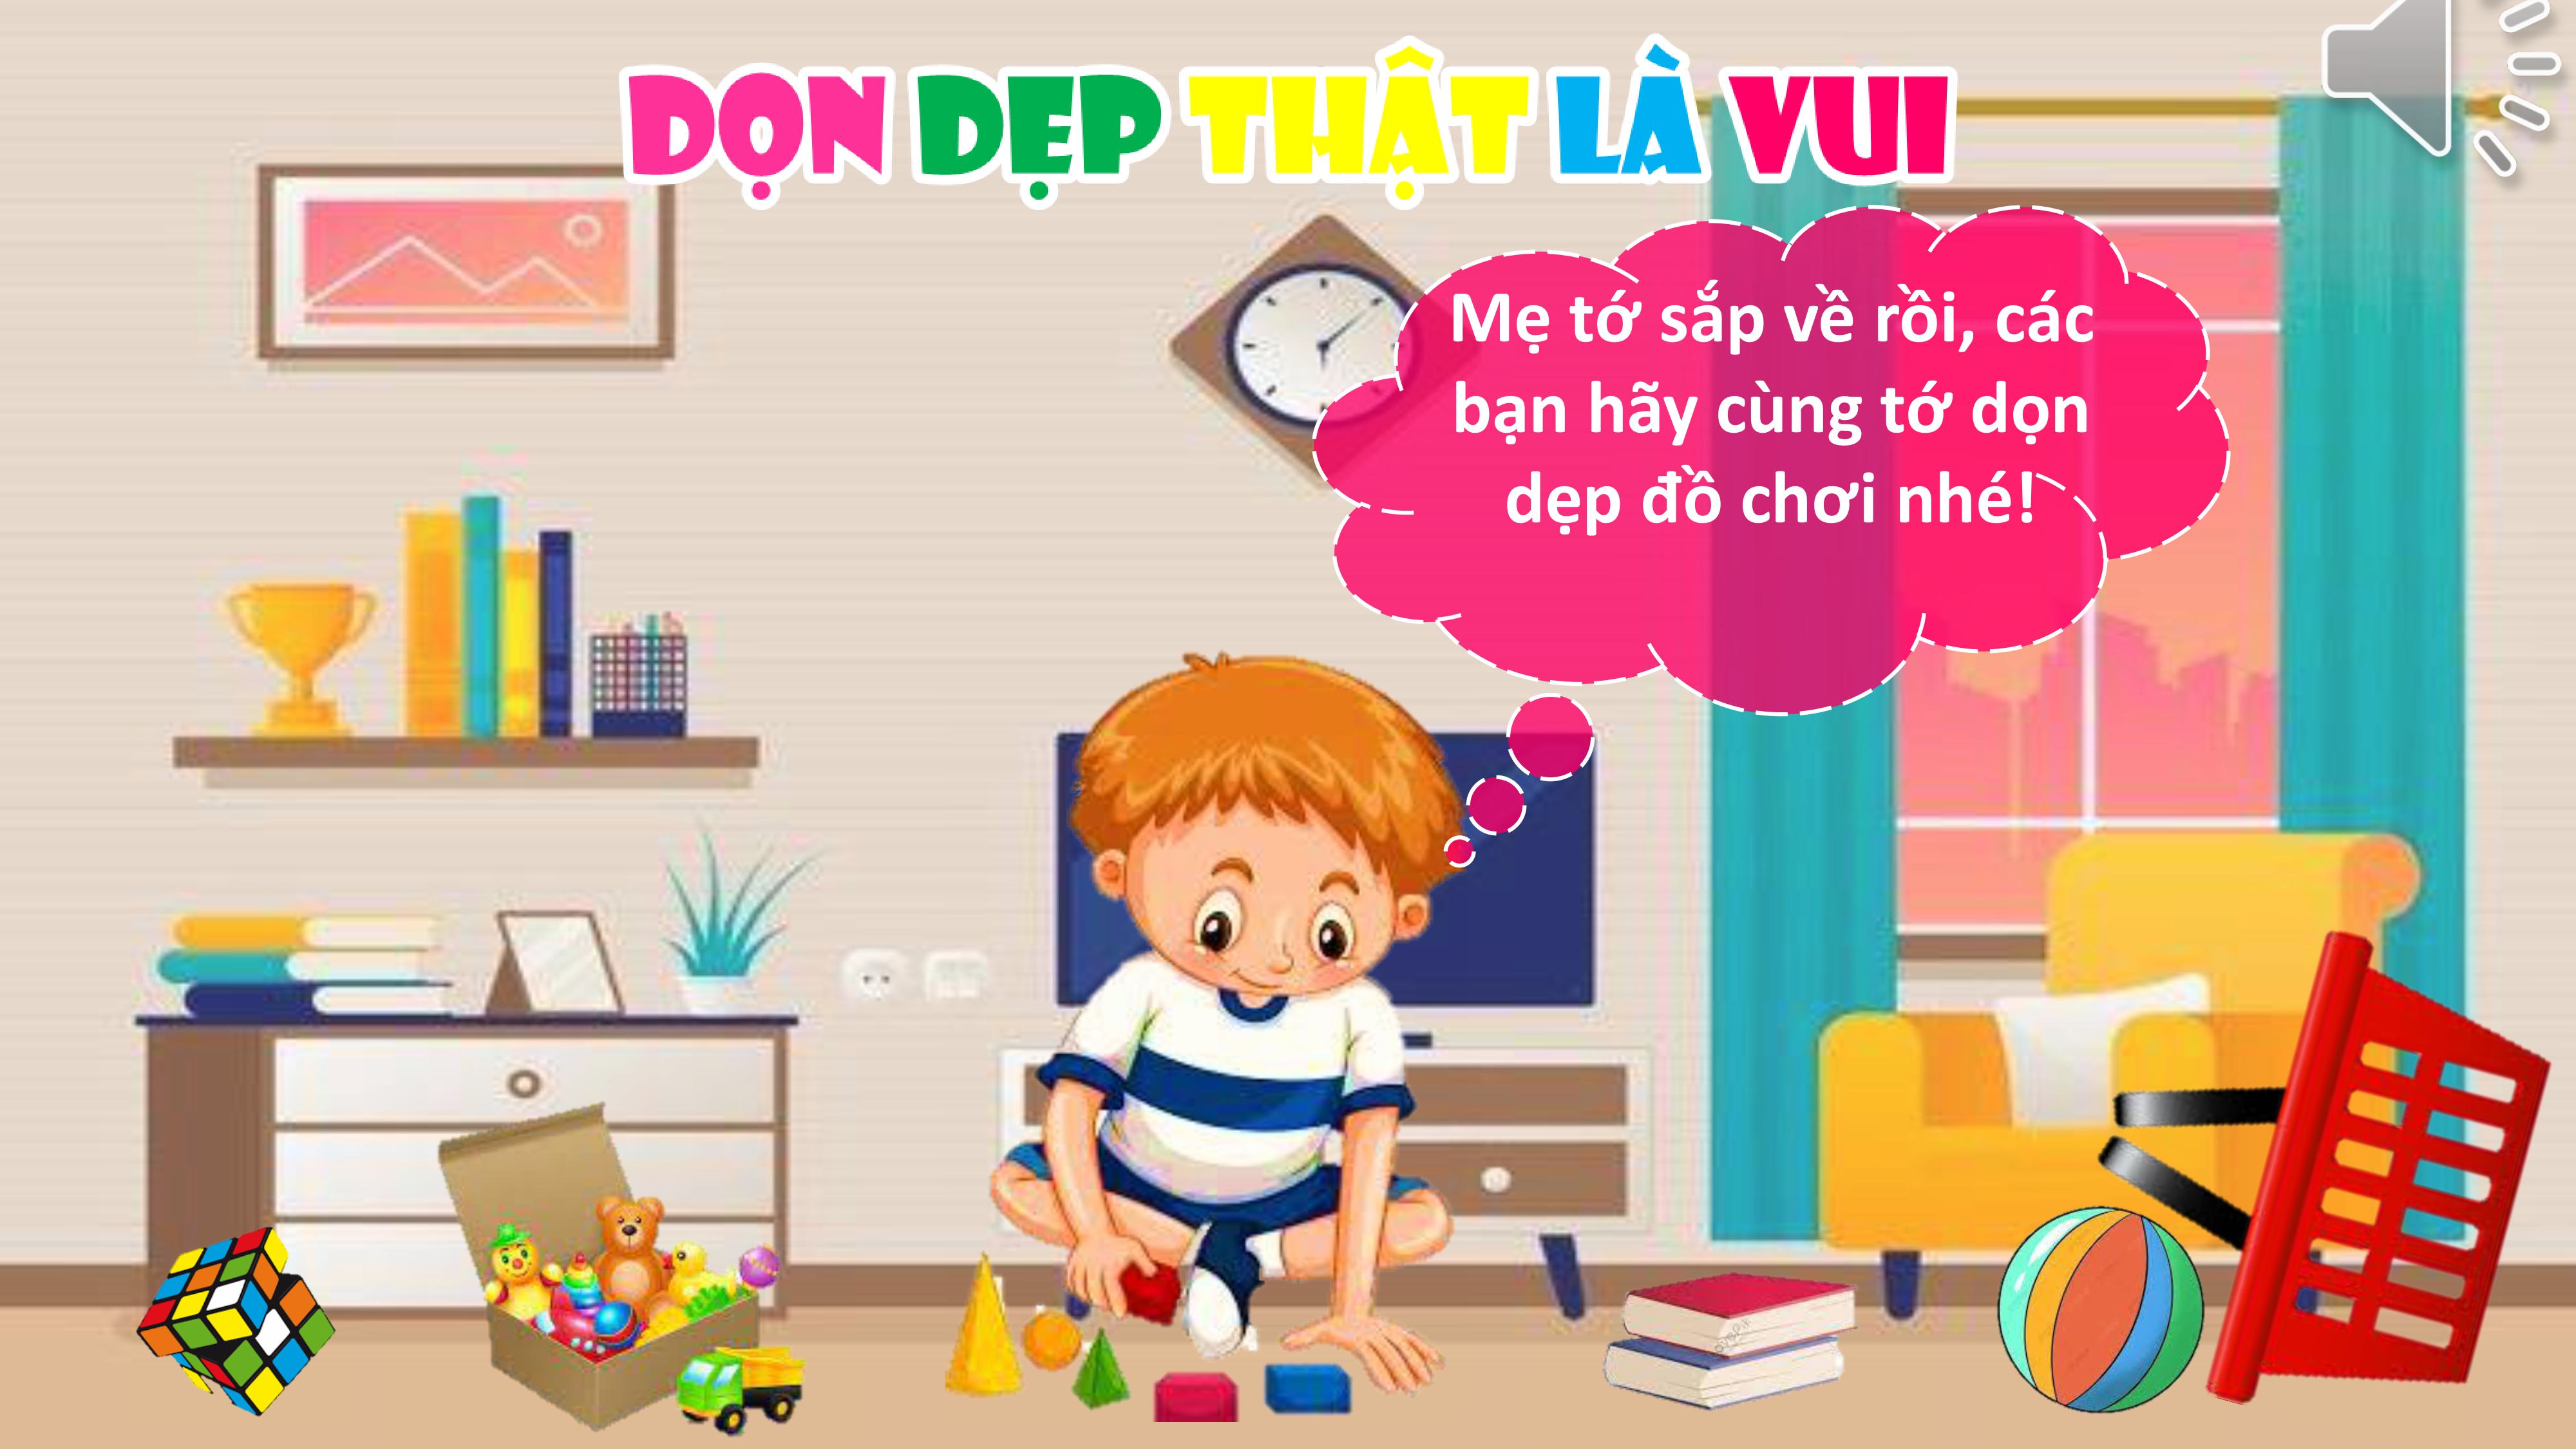 DỌN DẸP THẬT LÀ VUI
Mẹ tớ sắp về rồi, các
bạn hãy cùng tớ dọn
dẹp đồ chơi nhé!